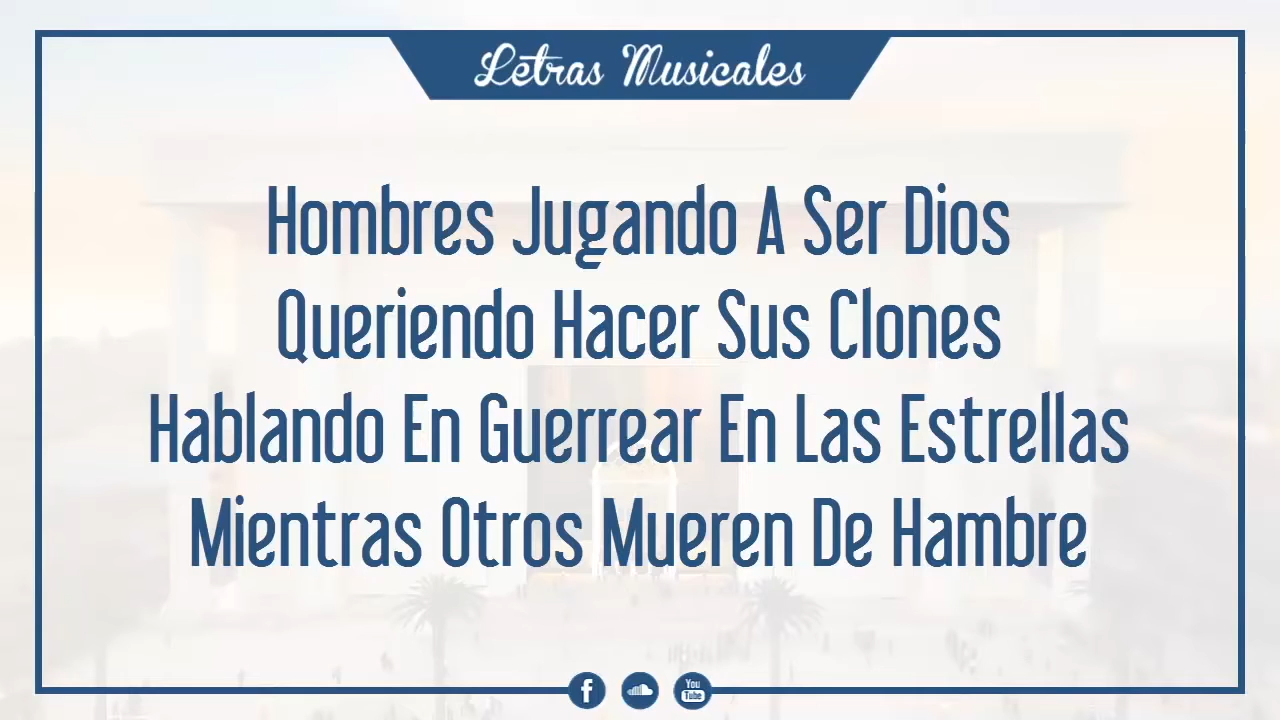 Letras Musicales
Hombres Jugando A Ser Dios
Queriendo Hacer Sus Clones
Hablando En Guerrear En Las Estrellas
Mientras Otros Mueren De Hambre
f You Tube